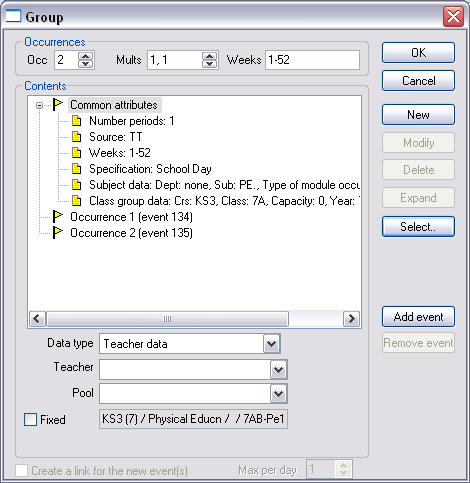 Group
Occurrences
Occ 2 Mults 1, 1 Weeks 1-52
OK
Cancel
Contents
Common attributes
Number periods: 1
Source: TT
Weeks: 1-52
Specification: School Day
Subject data: Dept: none, Sub: PE., Type of module occu
Class group data: Crs: KS3, Class: 7A, Capacity: 0, Year:
Occurrence 1 (event 134)
Occurrence 2 (event 135)
New
Modify
Delete
Expand
Select..
Add event
Remove event
Data type Teacher data
Teacher
Pool
Fixed KS3 (7) / Physical Educn / / 7AB-Pe1
Create a link for the new event(s) Max per day 1